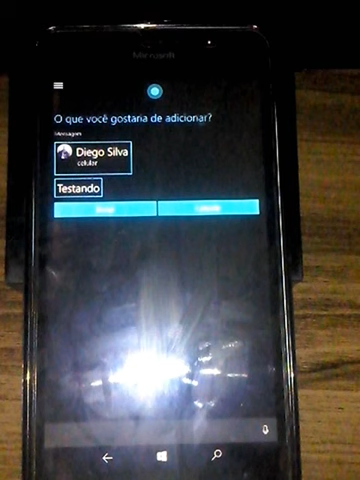 Microsoft
O que você gostaria de adicionar?
Mensagem
Diego Silva
celular
Testando